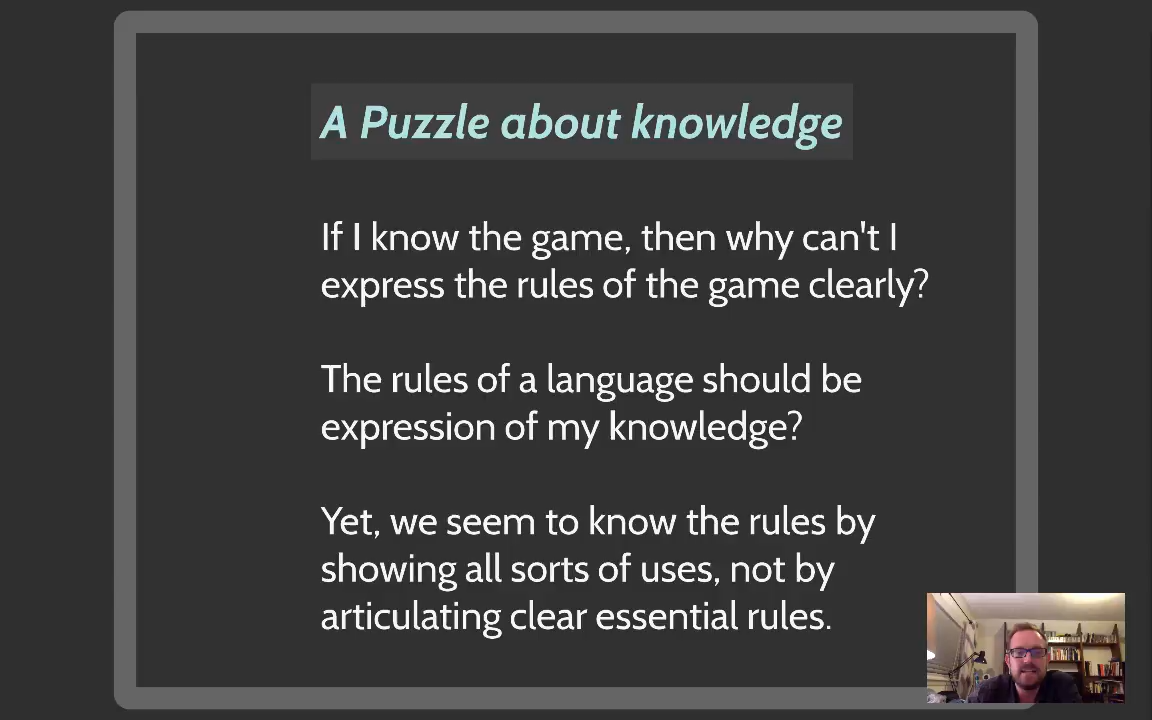 A Puzzle about knowledge
If I know the game, then why can't I
express the rules of the game clearly?
The rules of a language should be
expression of my knowledge?
Yet, we seem to know the rules by
showing all sorts of uses, not by
articulating clear essential rules.